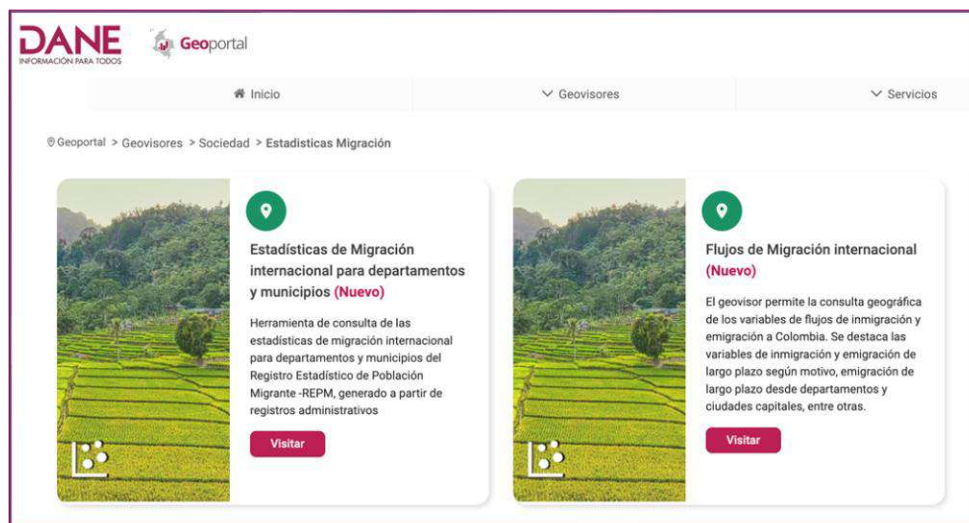 DANE
INFORMACIÓN PARA TODOS
Geoportal
Inicio
Geovisores
Servicios
Geoportal > Geovisores > Sociedad > Estadisticas Migración
Estadísticas de Migración
internacional para departamentos
y municipios (Nuevo)
Herramienta de consulta de las
estadísticas de migración internacional
para departamentos y municipios del
Registro Estadístico de Población
Migrante -REPM, generado a partir de
registros administrativos
Visitar
Flujos de Migración internacional
(Nuevo)
El geovisor permite la consulta geográfica
de los variables de flujos de inmigración y
emigración a Colombia. Se destaca las
variables de inmigración y emigración de
largo plazo según motivo, emigración de
largo plazo desde departamentos y
ciudades capitales, entre otras.
Visitar